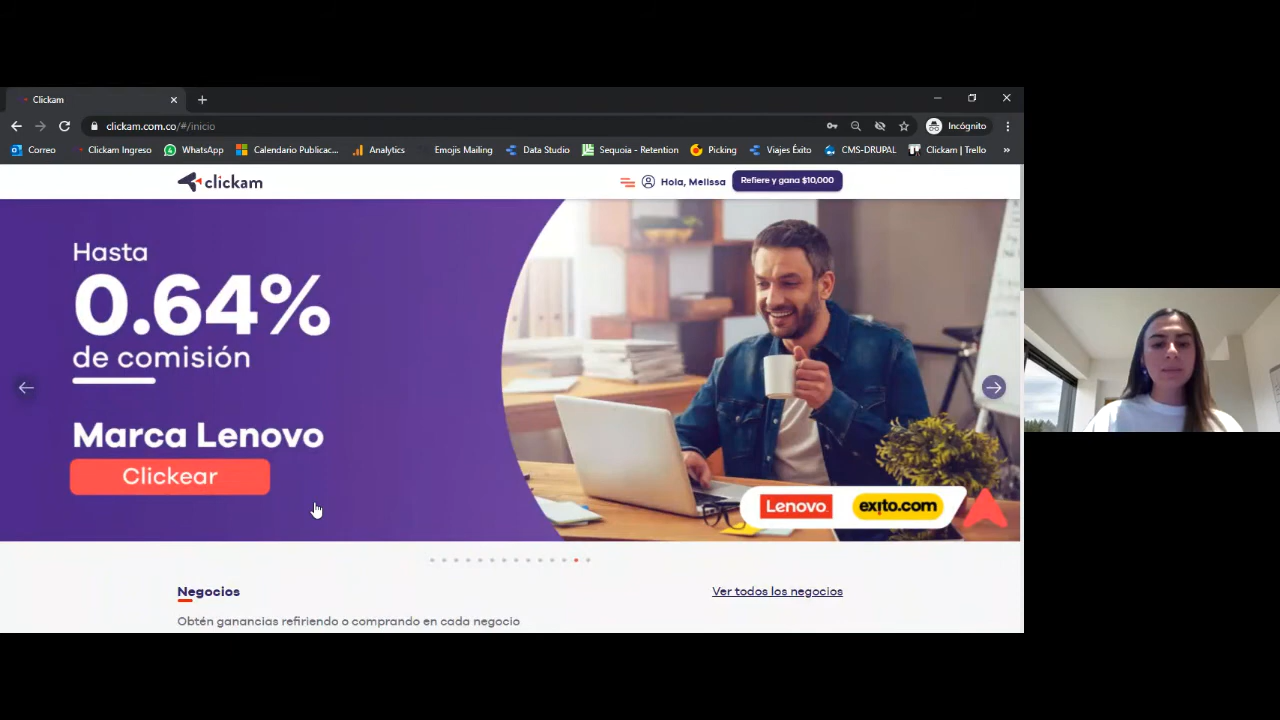 Clickam
clickam.com.co/#/inicio
Incógnito
Correo
Clickam Ingreso
WhatsApp
Calendario Publicac...
Analytics
Emojis Mailing
Data Studio
Sequoia - Retention
Picking
Viajes Éxito
CMS-DRUPAL
Clickam | Trello
»
clickam
Hola, Melissa
Refiere y gana $10,000
Hasta
0.64%
de comisión
Marca Lenovo
Clickear
Lenovo.
exito.com
Negocios
Ver todos los negocios
Obtén ganancias refiriendo o comprando en cada negocio